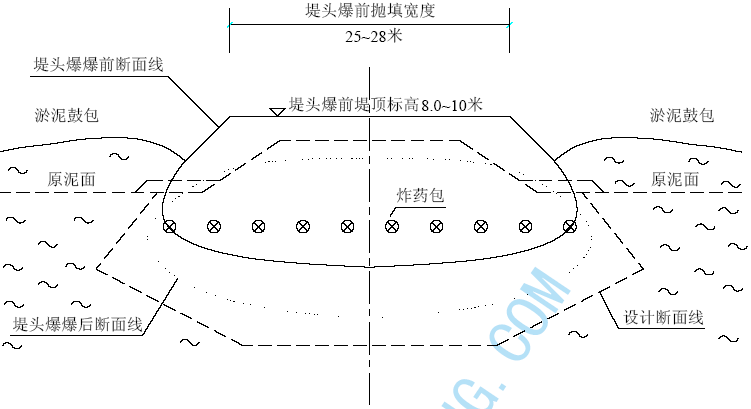 堤头爆前抛填宽度
25~28米
堤头爆爆前断面线
堤头爆前堤顶标高8.0~10米
淤泥鼓包
淤泥鼓包
原泥面
原泥面
炸药包
堤头爆爆后断面线
设计断面线
NG.COM